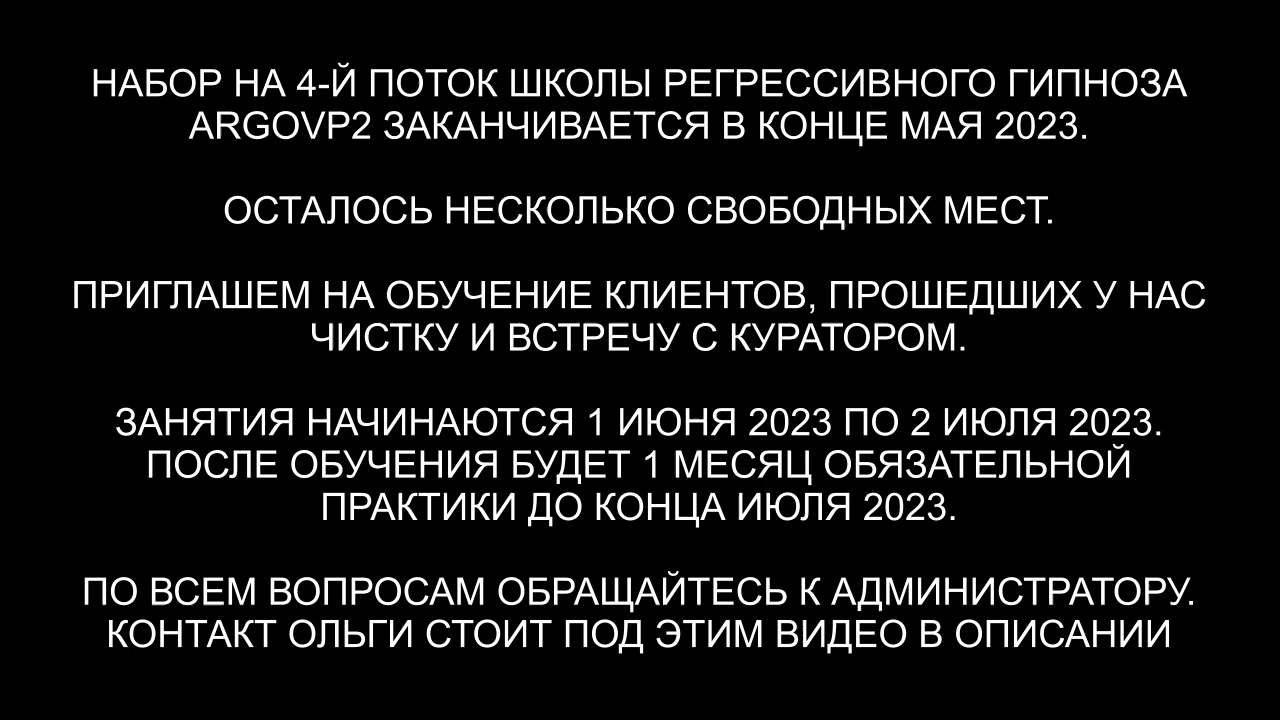 НАБОР НА 4-Й ПОТОК ШКОЛЫ РЕГРЕССИВНОГО ГИПНОЗА
ARGOVP2 ЗАКАНЧИВАЕТСЯ В КОНЦЕ МАЯ 2023.
ОСТАЛОСЬ НЕСКОЛЬКО СВОБОДНЫХ МЕСТ.
ПРИГЛАШЕМ НА ОБУЧЕНИЕ КЛИЕНТОВ, ПРОШЕДШИХ У НАС
ЧИСТКУ И ВСТРЕЧУ С КУРАТОРОМ.
ЗАНЯТИЯ НАЧИНАЮТСЯ 1 ИЮНЯ 2023 ПО 2 ИЮЛЯ 2023.
ПОСЛЕ ОБУЧЕНИЯ БУДЕТ 1 МЕСЯЦ ОБЯЗАТЕЛЬНОЙ
ПРАКТИКИ ДО КОНЦА ИЮЛЯ 2023.
ПО ВСЕМ ВОПРОСАМ ОБРАЩАЙТЕСЬ К АДМИНИСТРАТОРУ.
КОНТАКТ ОЛЬГИ СТОИТ ПОД ЭТИМ ВИДЕО В ОПИСАНИИ